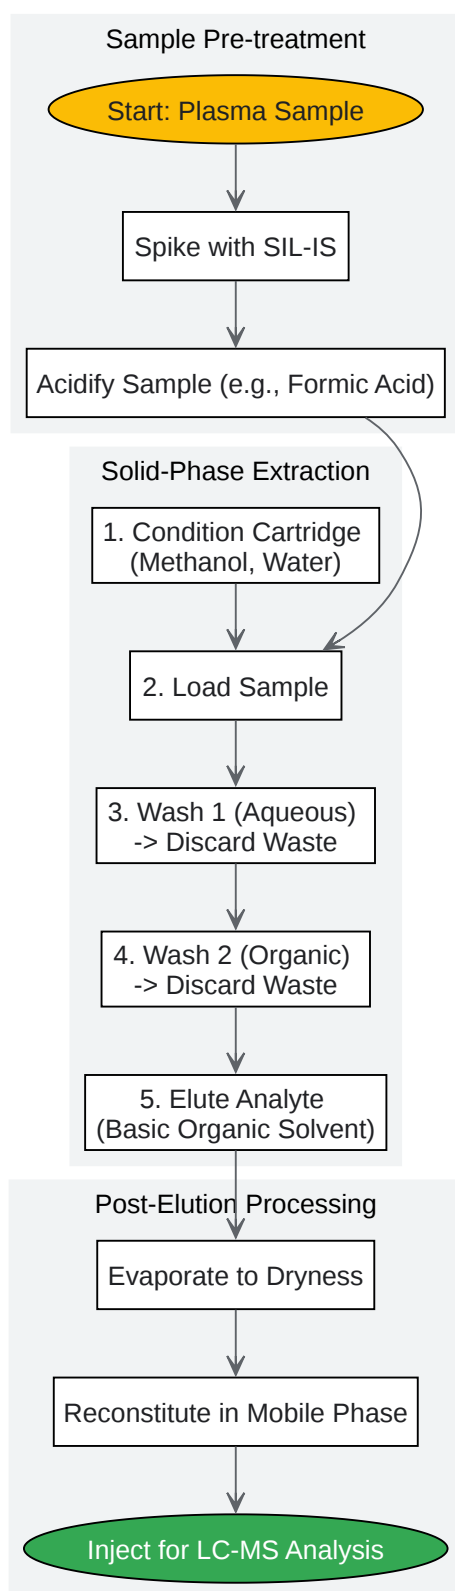 Sample Pre-treatment
Start: Plasma Sample
Spike with SIL-IS
Acidify Sample (e.g., Formic Acid)
Solid-Phase Extraction
1. Condition Cartridge
(Methanol, Water)
2. Load Sample
3. Wash 1 (Aqueous)
-> Discard Waste
4. Wash 2 (Organic)
-> Discard Waste
5. Elute Analyte
(Basic Organic Solvent)
Post-Elution Processing
Evaporate to Dryness
Reconstitute in Mobile Phase
Inject for LC-MS Analysis